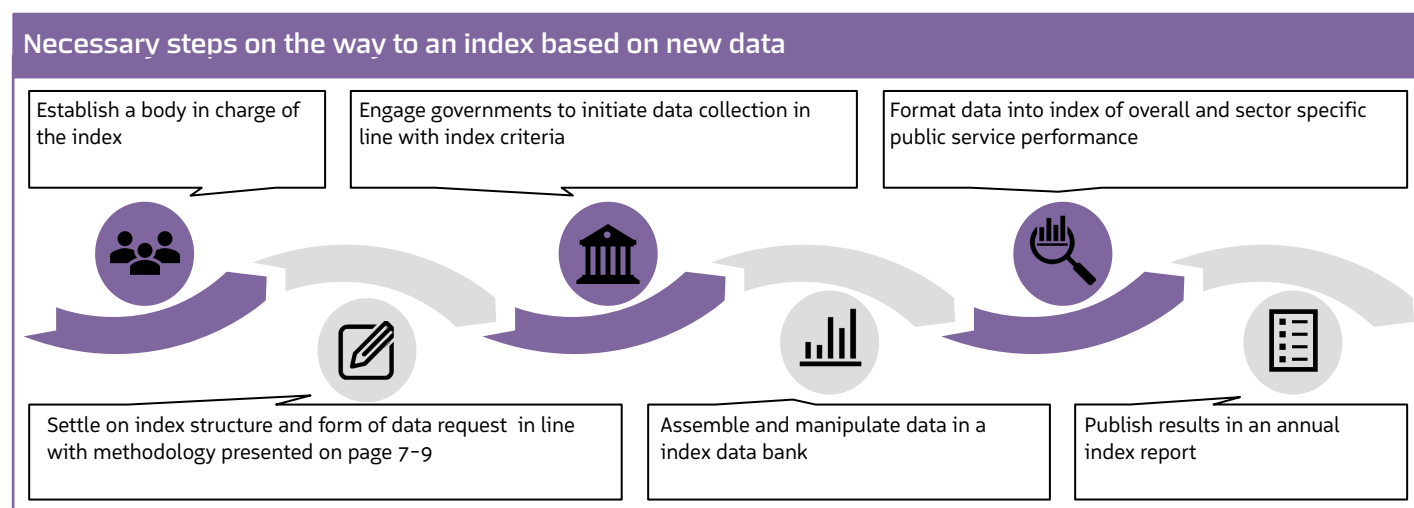 Necessary steps on the way to an index based on new data
Establish a body in charge of
the index
Engage governments to initiate data collection in
line with index criteria
Format data into index of overall and sector specific
public service performance
Settle on index structure and form of data request in line
with methodology presented on page 7-9
Assemble and manipulate data in a
index data bank
Publish results in an annual
index report